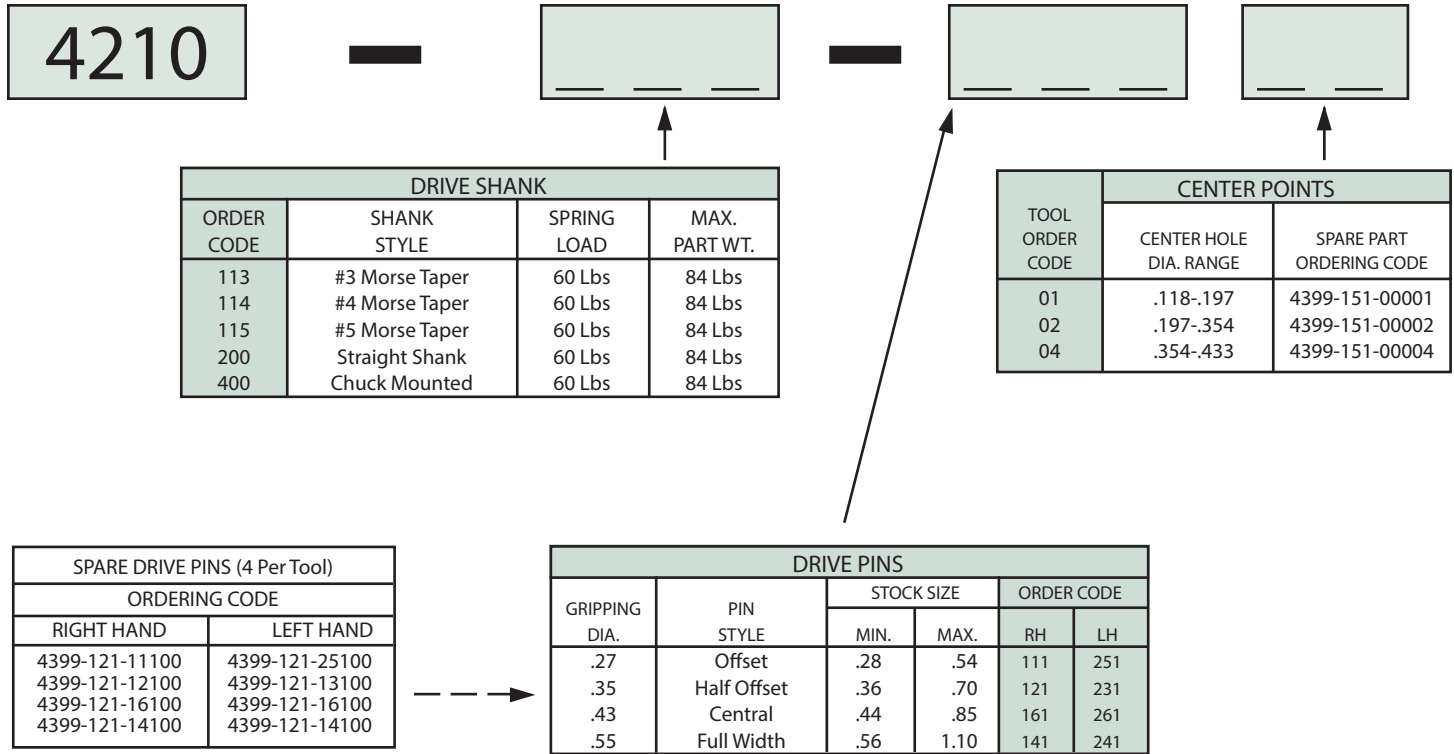 4210
DRIVE SHANK
ORDER CODE SHANK STYLE SPRING LOAD MAX. PART WT.
113 #3 Morse Taper 60 Lbs 84 Lbs
114 #4 Morse Taper 60 Lbs 84 Lbs
115 #5 Morse Taper 60 Lbs 84 Lbs
200 Straight Shank 60 Lbs 84 Lbs
400 Chuck Mounted 60 Lbs 84 Lbs
CENTER POINTS
TOOL ORDER CODE CENTER HOLE DIA. RANGE SPARE PART ORDERING CODE
01 .118-.197 4399-151-00001
02 .197-.354 4399-151-00002
04 .354-.433 4399-151-00004
SPARE DRIVE PINS (4 Per Tool)
ORDERING CODE
RIGHT HAND LEFT HAND
4399-121-11100 4399-121-25100
4399-121-12100 4399-121-13100
4399-121-16100 4399-121-16100
4399-121-14100 4399-121-14100
DRIVE PINS
GRIPPING DIA. PIN STYLE STOCK SIZE ORDER CODE
MIN. MAX. RH LH
.27 Offset .28 .54 111 251
.35 Half Offset .36 .70 121 231
.43 Central .44 .85 161 261
.55 Full Width .56 1.10 141 241